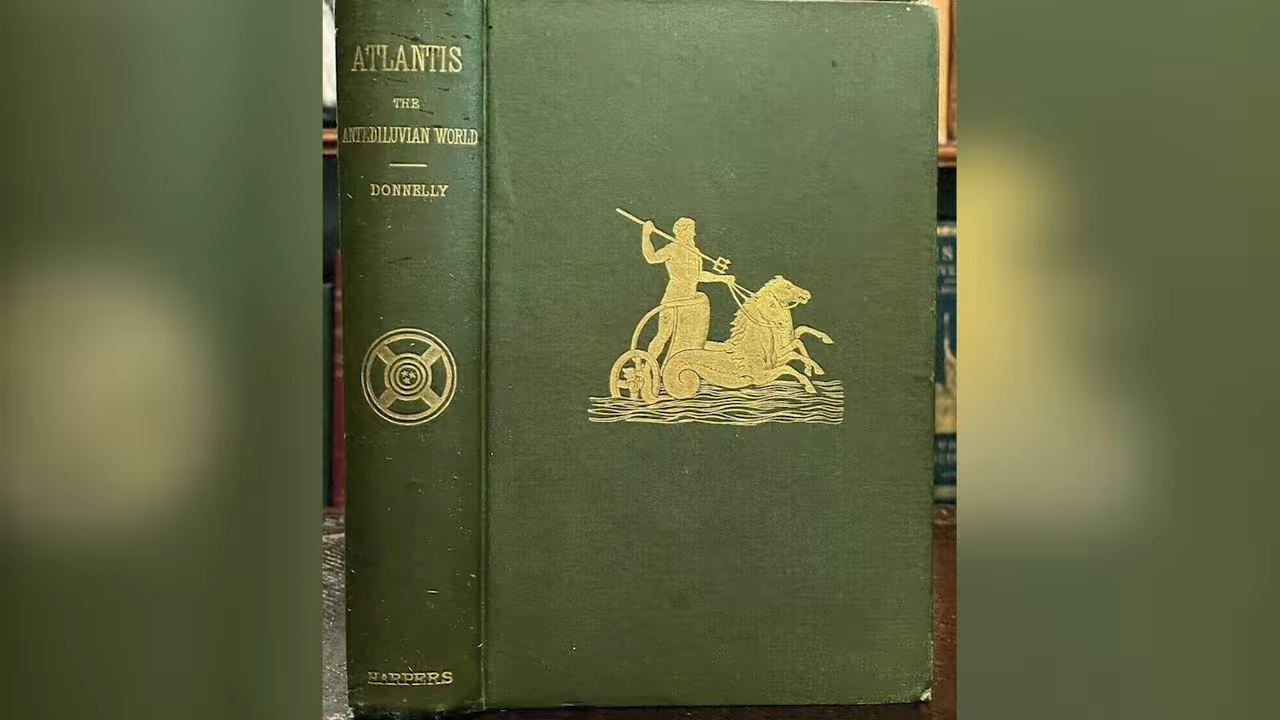 ATLANTIS
THE
ANTEDILUVIAN WORLD
DONNELLY
HARPERS